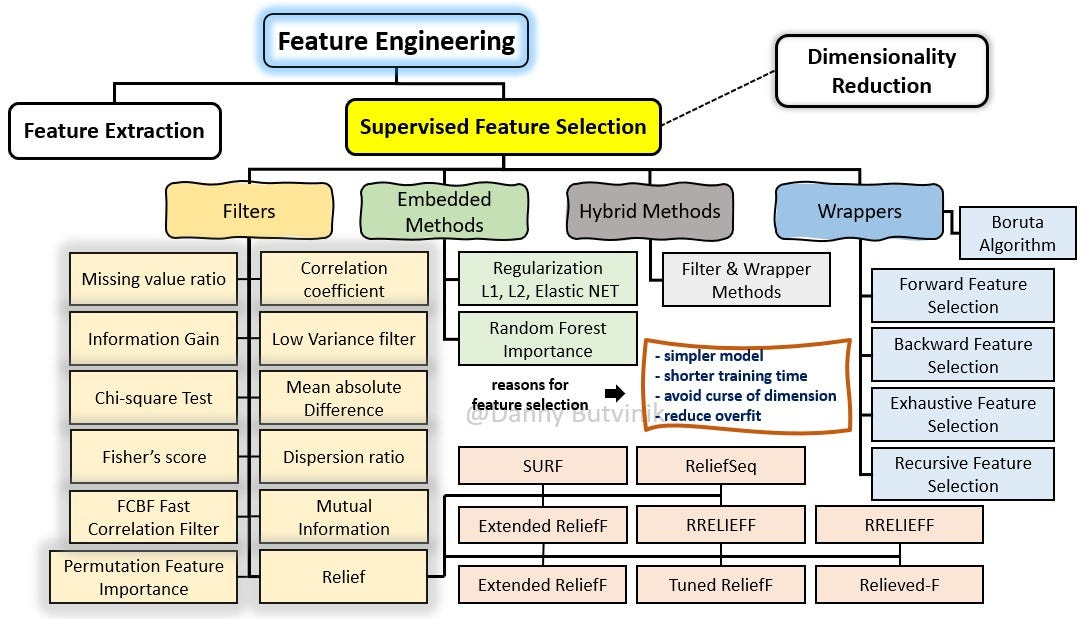 Feature Engineering
Dimensionality
Reduction
Feature Extraction
Supervised Feature Selection
Filters
Embedded
Methods
Hybrid Methods
Wrappers
Boruta
Algorithm
Missing value ratio
Correlation
coefficient
Regularization
L1, L2, Elastic NET
Filter & Wrapper
Methods
Forward Feature
Selection
Information Gain
Low Variance filter
Random Forest
Importance
Backward Feature
Selection
Chi-square Test
Mean absolute
Difference
reasons for
feature selection
- simpler model
- shorter training time
- avoid curse of dimension
- reduce overfit
@Danny Butvinik
Exhaustive Feature
Selection
Fisher's score
Dispersion ratio
SURF
ReliefSeq
Recursive Feature
Selection
FCBF Fast
Correlation Filter
Mutual
Information
Extended ReliefF
RRELIEFF
RRELIEFF
Permutation Feature
Importance
Relief
Extended ReliefF
Tuned ReliefF
Relieved-F